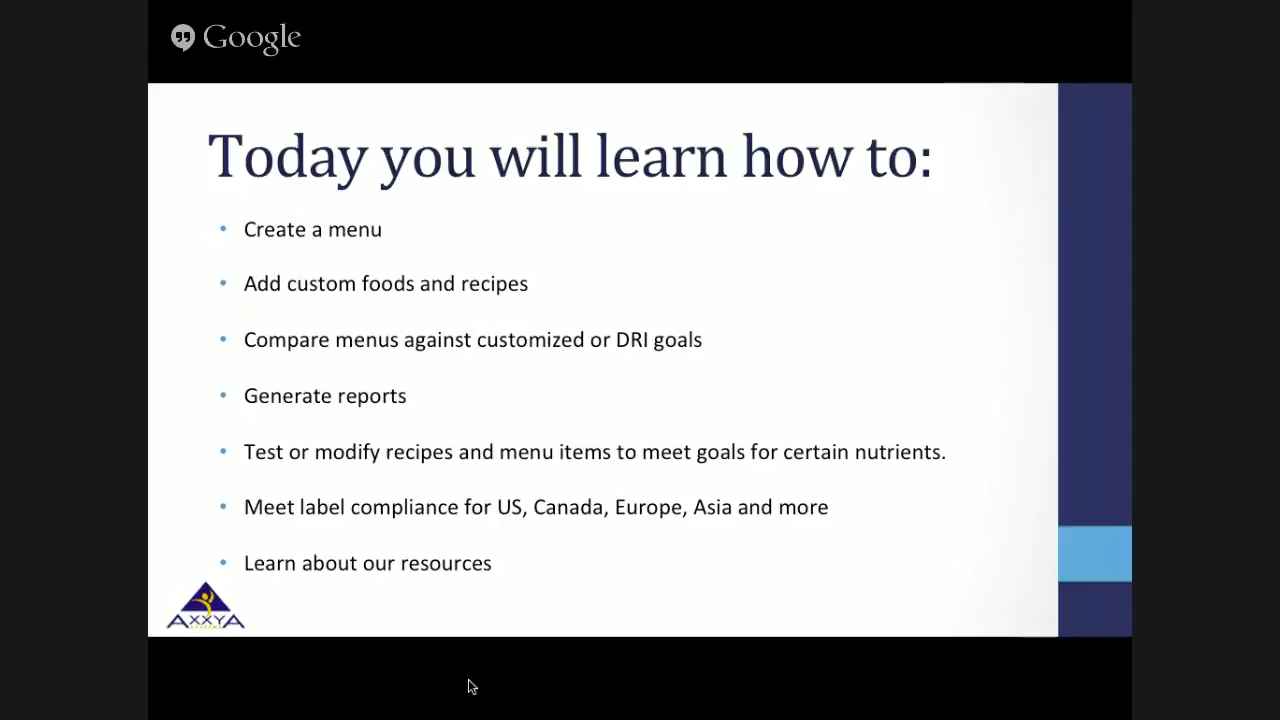 Google
Today you will learn how to:
• Create a menu
• Add custom foods and recipes
• Compare menus against customized or DRI goals
• Generate reports
• Test or modify recipes and menu items to meet goals for certain nutrients.
• Meet label compliance for US, Canada, Europe, Asia and more
• Learn about our resources
AXXYA